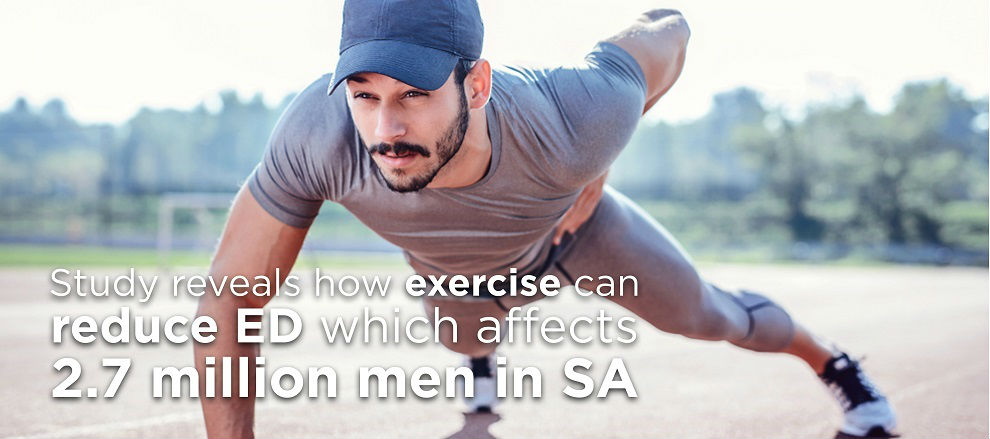 Study reveals how exercise can
reduce ED which affects
2.7 million men in SA